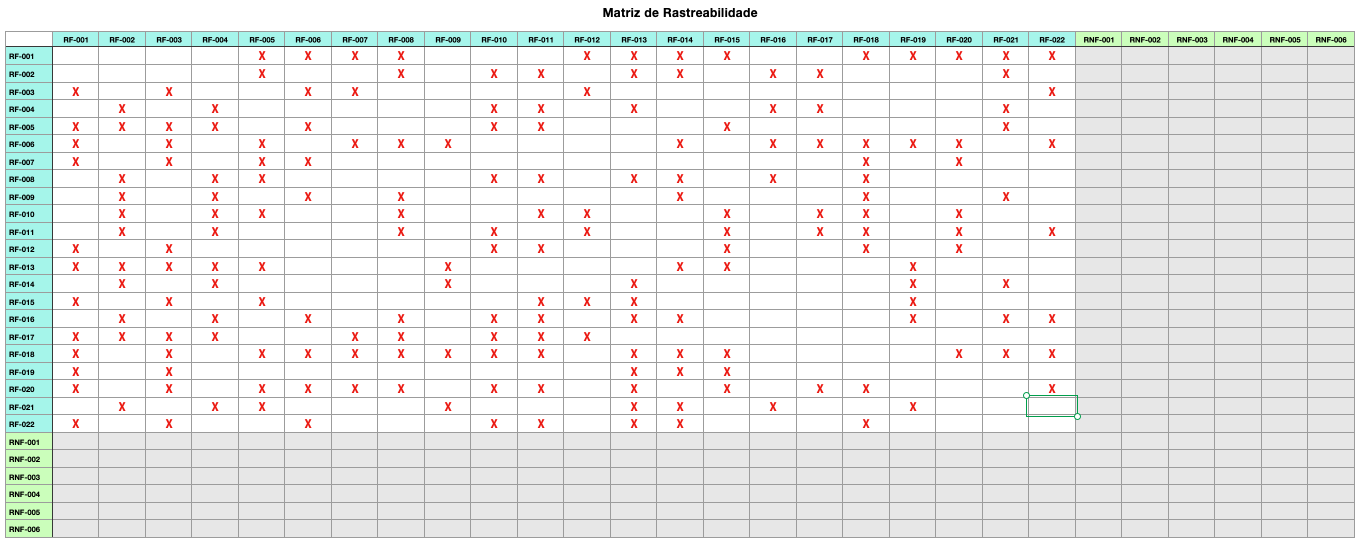 Matriz de Rastreabilidade
RF-001 RF-002 RF-003 RF-004 RF-005 RF-006 RF-007 RF-008 RF-009 RF-010 RF-011 RF-012 RF-013 RF-014 RF-015 RF-016 RF-017 RF-018 RF-019 RF-020 RF-021 RF-022 RNF-001 RNF-002 RNF-003 RNF-004 RNF-005 RNF-006
RF-001 X X X X X X X X X X X X X
RF-002 X X X X X X X X X
RF-003 X X X X X X
RF-004 X X X X X X X X
RF-005 X X X X X X X X X
RF-006 X X X X X X X X X X X X X
RF-007 X X X X X X
RF-008 X X X X X X X X X
RF-009 X X X X X X X
RF-010 X X X X X X X X X X
RF-011 X X X X X X X X X X
RF-012 X X X X X X X
RF-013 X X X X X X X X X
RF-014 X X X X X X
RF-015 X X X X X X X
RF-016 X X X X X X X X X X X
RF-017 X X X X X X X X X
RF-018 X X X X X X X X X X X X X X
RF-019 X X X X X
RF-020 X X X X X X X X X X X X X
RF-021 X X X X X X X X
RF-022 X X X X X X X X
RNF-001
RNF-002
RNF-003
RNF-004
RNF-005
RNF-006